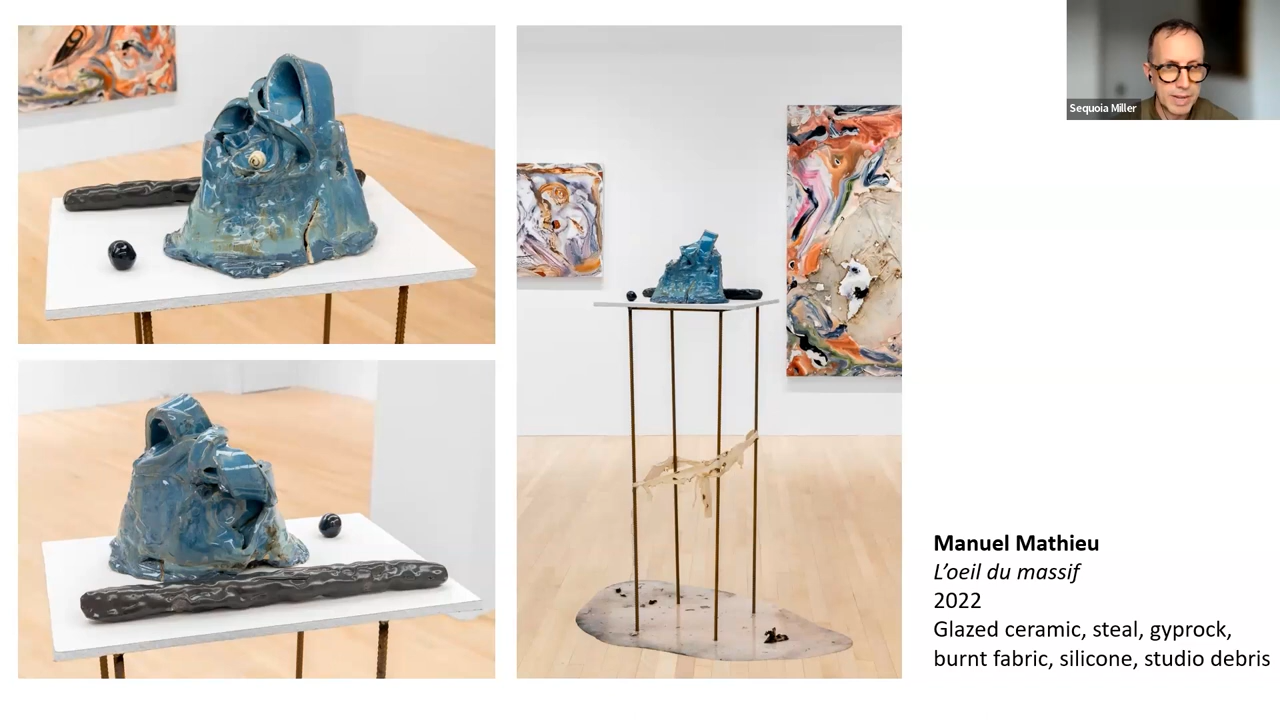 Sequoia Miller
Manuel Mathieu
L'oeil du massif
2022
Glazed ceramic, steal, gyprock,
burnt fabric, silicone, studio debris